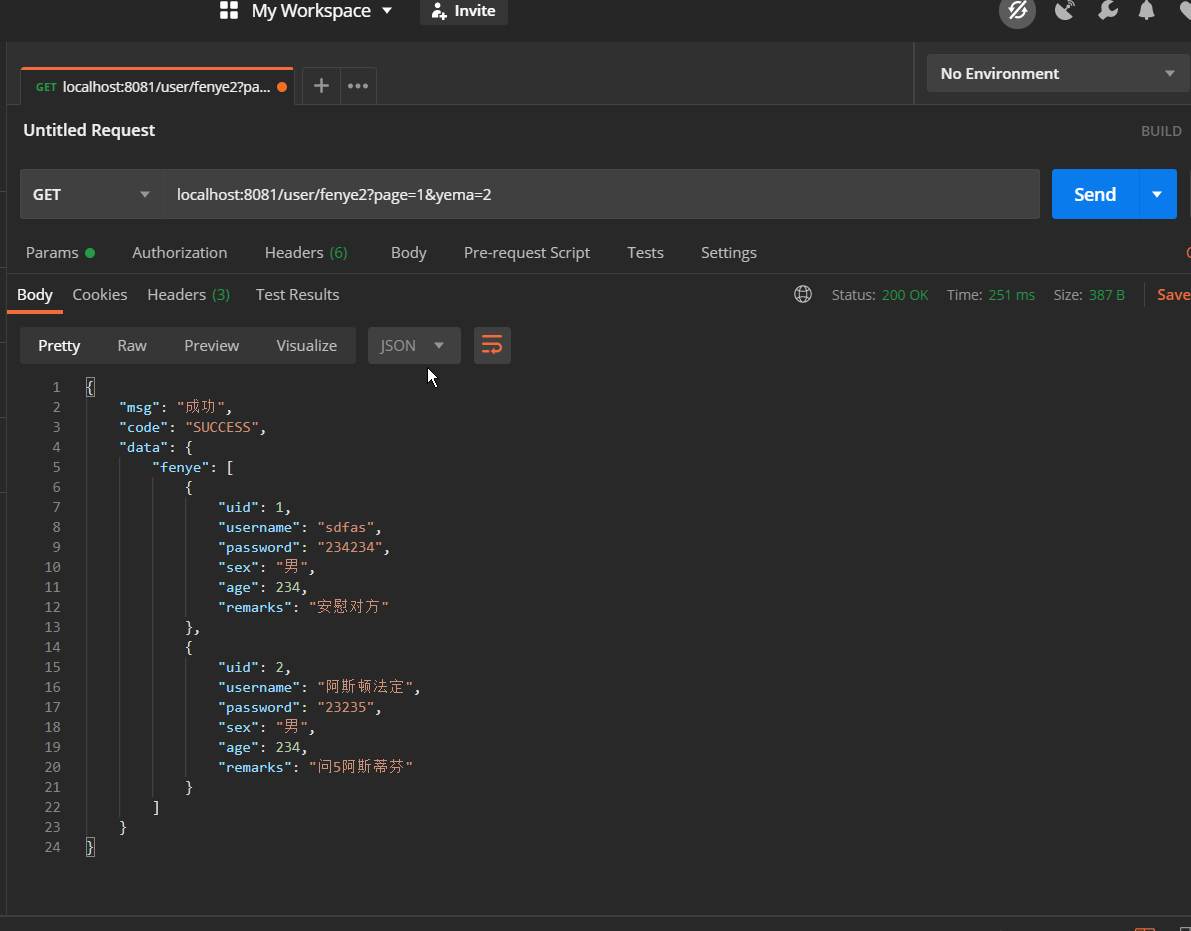 My Workspace
Invite
GET localhost:8081/user/fenye2?pa...
No Environment
Untitled Request
BUILD
GET
localhost:8081/user/fenye2?page=1&yema=2
Send
Params
Authorization
Headers (6)
Body
Pre-request Script
Tests
Settings
Body
Cookies
Headers (3)
Test Results
Status: 200 OK
Time: 251 ms
Size: 387 B
Save
Pretty
Raw
Preview
Visualize
JSON
1 {
2 "msg": "成功",
3 "code": "SUCCESS",
4 "data": {
5 "fenye": [
6 {
7 "uid": 1,
8 "username": "sdfas",
9 "password": "234234",
10 "sex": "男",
11 "age": 234,
12 "remarks": "安慰对方"
13 },
14 {
15 "uid": 2,
16 "username": "阿斯顿法定",
17 "password": "23235",
18 "sex": "男",
19 "age": 234,
20 "remarks": "问5阿斯蒂芬"
21 }
22 ]
23 }
24 }